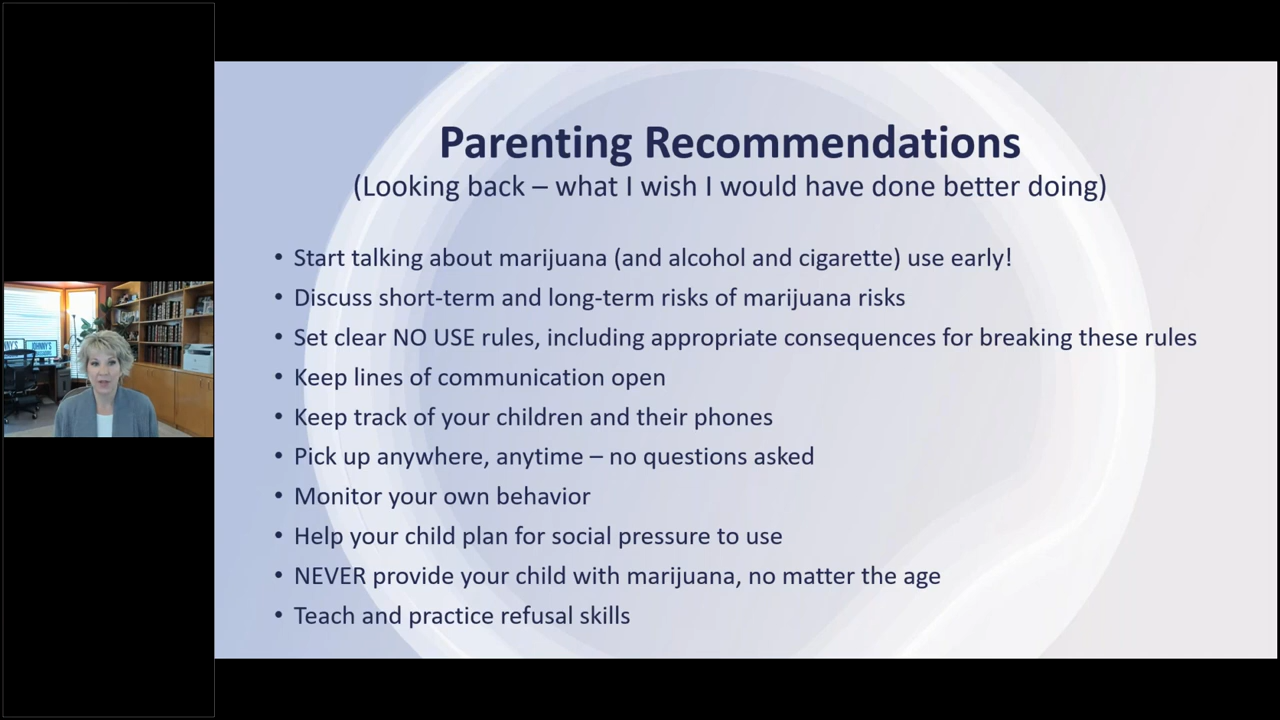 Parenting Recommendations
(Looking back – what I wish I would have done better doing)
• Start talking about marijuana (and alcohol and cigarette) use early!
• Discuss short-term and long-term risks of marijuana risks
• Set clear NO USE rules, including appropriate consequences for breaking these rules
• Keep lines of communication open
• Keep track of your children and their phones
• Pick up anywhere, anytime – no questions asked
• Monitor your own behavior
• Help your child plan for social pressure to use
• NEVER provide your child with marijuana, no matter the age
• Teach and practice refusal skills